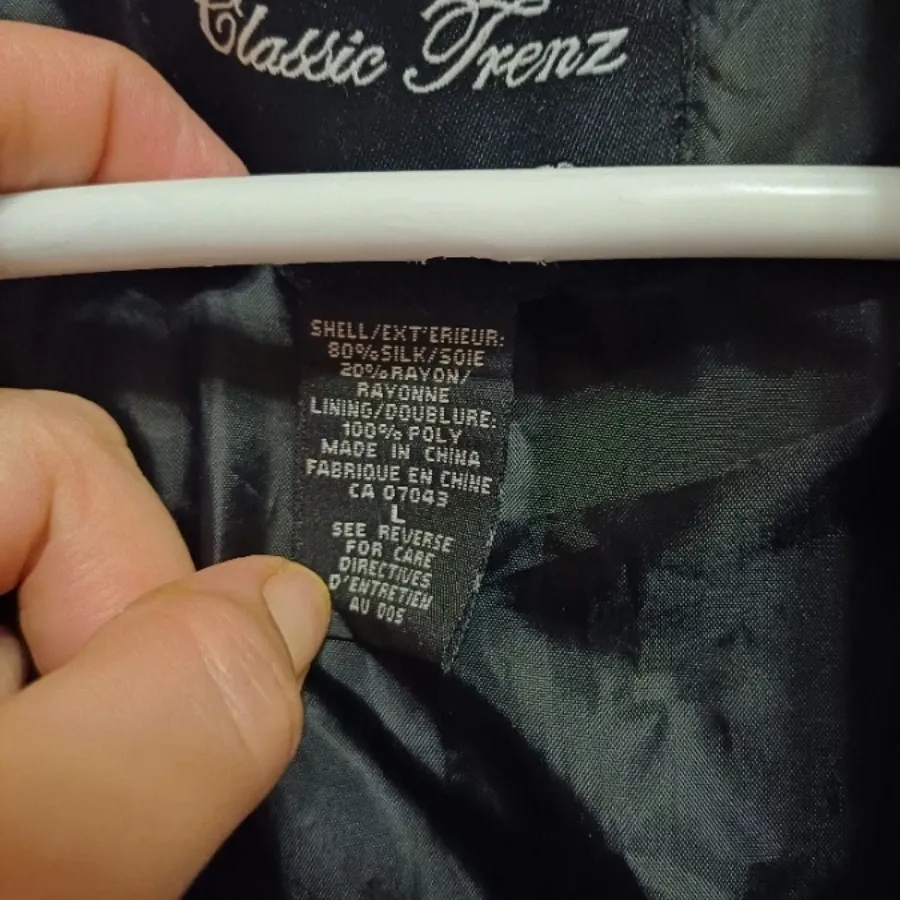 Classic Trenz
SHELL/EXT'ERIEUR:
80%SILK/SOIE
20%RAYON/
RAYONNE
LINING/DOUBLURE:
100% POLY
MADE IN CHINA
FABRIQUE EN CHINE
CA 07043
L
SEE REVERSE
FOR CARE
DIRECTIVES
D'ENTRETIEN
AU DOS